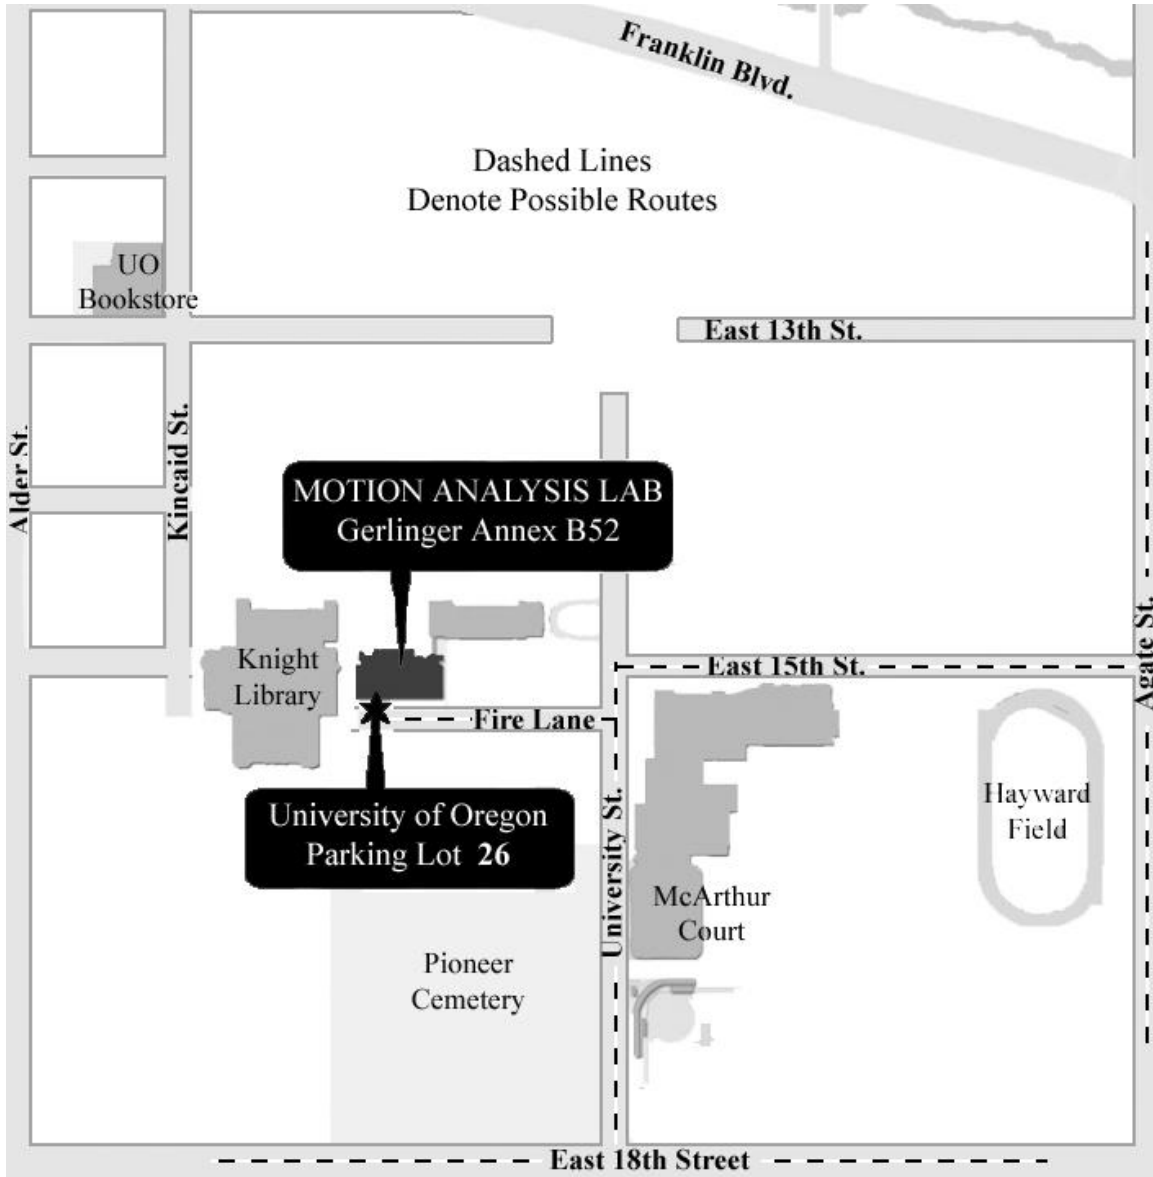 Franklin Blvd.
Dashed Lines
Denote Possible Routes
UO
Bookstore
East 13th St.
Alder St.
Kincaid St.
MOTION ANALYSIS LAB
Gerlinger Annex B52
Agate St.
East 15th St.
Knight
Library
Fire Lane
University of Oregon
Parking Lot 26
University St.
Hayward
Field
McArthur
Court
Pioneer
Cemetery
East 18th Street